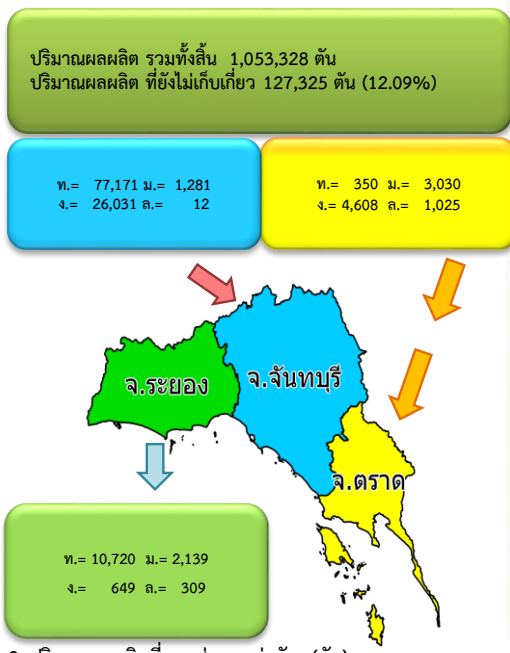 ปริมาณผลผลิต รวมทั้งสิ้น 1,053,328 ตัน
ปริมาณผลผลิต ที่ยังไม่เก็บเกี่ยว 127,325 ตัน (12.09%)
ท.= 77,171 ม.= 1,281
ง.= 26,031 ล.= 12
ท.= 350 ม.= 3,030
ง.= 4,608 ล.= 1,025
จ.ระยอง
จ.จันทบุรี
จ.ตราด
ท.= 10,720 ม.= 2,139
ง.= 649 ล.= 309